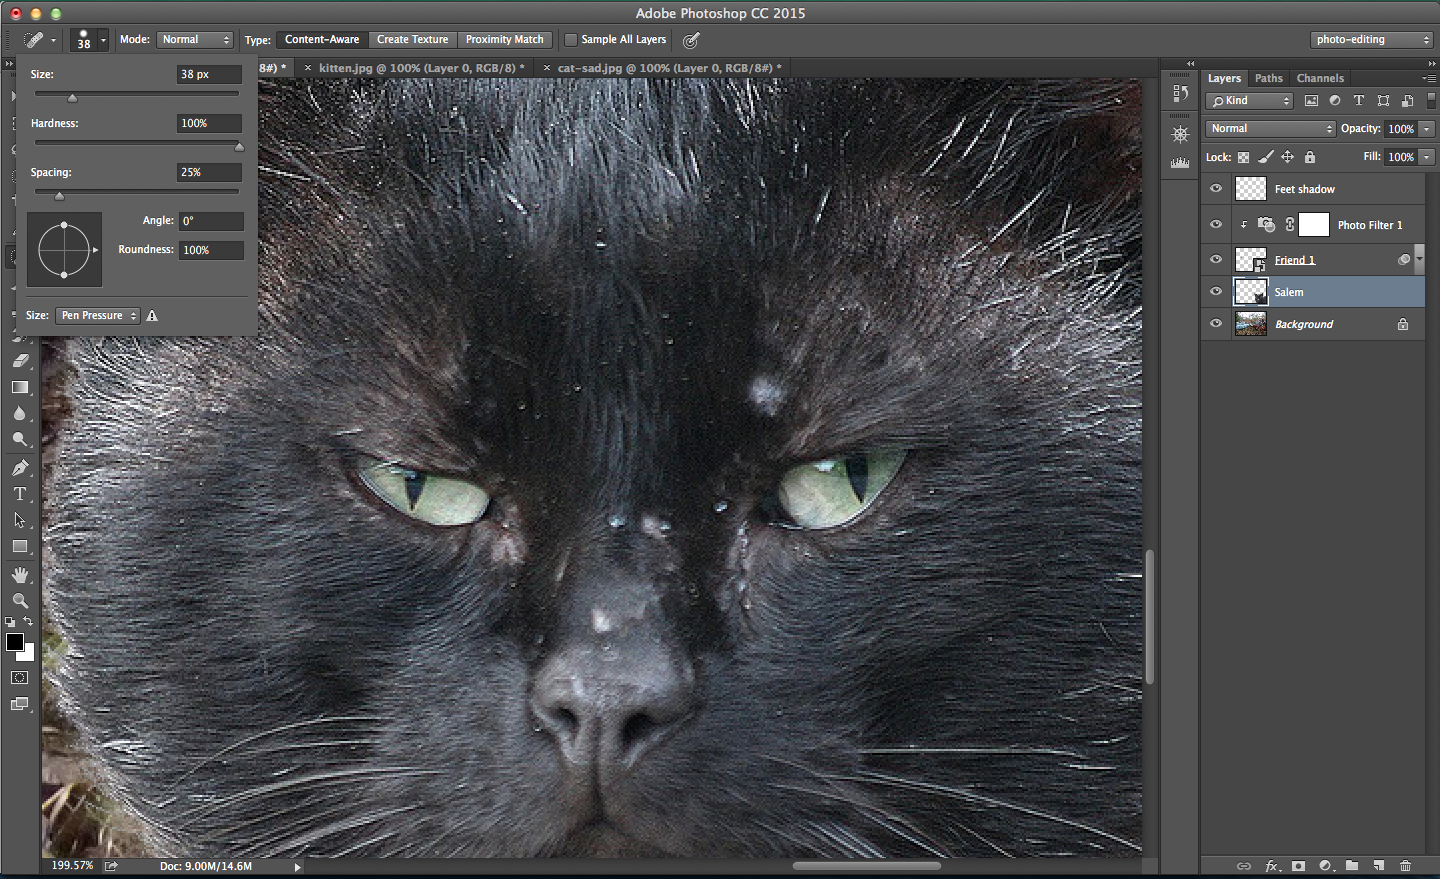 Adobe Photoshop CC 2015
38 Mode: Normal Type: Content-Aware Create Texture Proximity Match Sample All Layers photo-editing
8#) * × kitten.jpg @ 100% (Layer 0, RGB/8) * × cat-sad.jpg @ 100% (Layer 0, RGB/8#) *
Size: 38 px
Hardness: 100%
Spacing: 25%
Angle: 0°
Roundness: 100%
Size: Pen Pressure
Layers Paths Channels
Kind
Normal Opacity: 100%
Lock: Fill: 100%
Feet shadow
Photo Filter 1
Friend 1
Salem
Background
199.57% Doc: 9.00M/14.6M